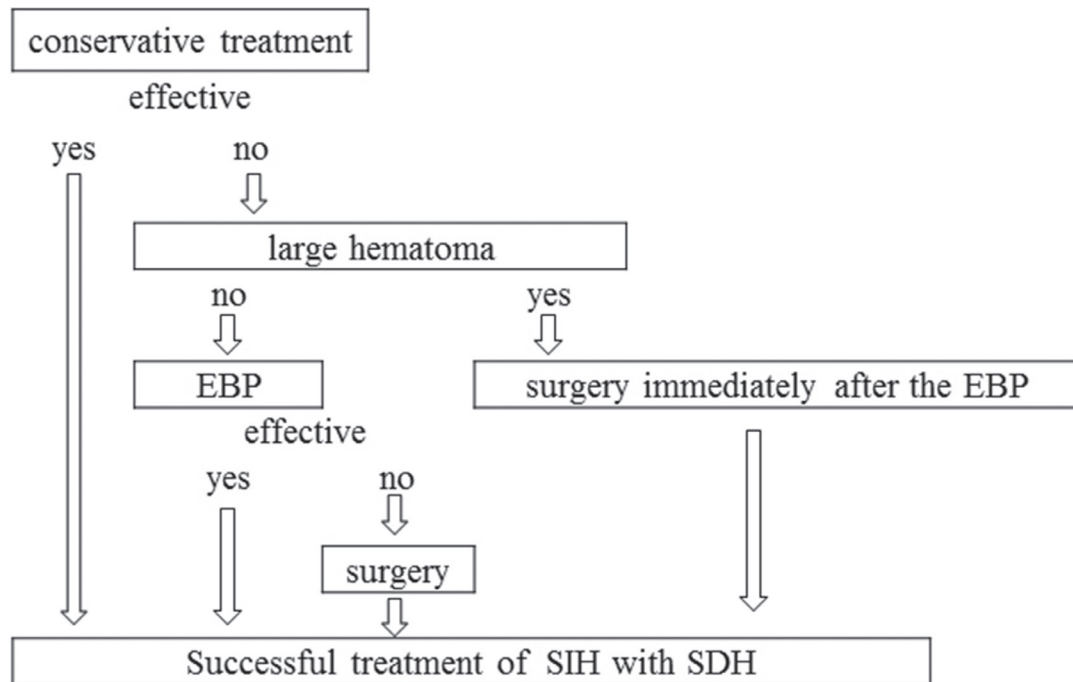 conservative treatment
effective
yes no
large hematoma
no yes
EBP surgery immediately after the EBP
effective
yes no
surgery
Successful treatment of SIH with SDH